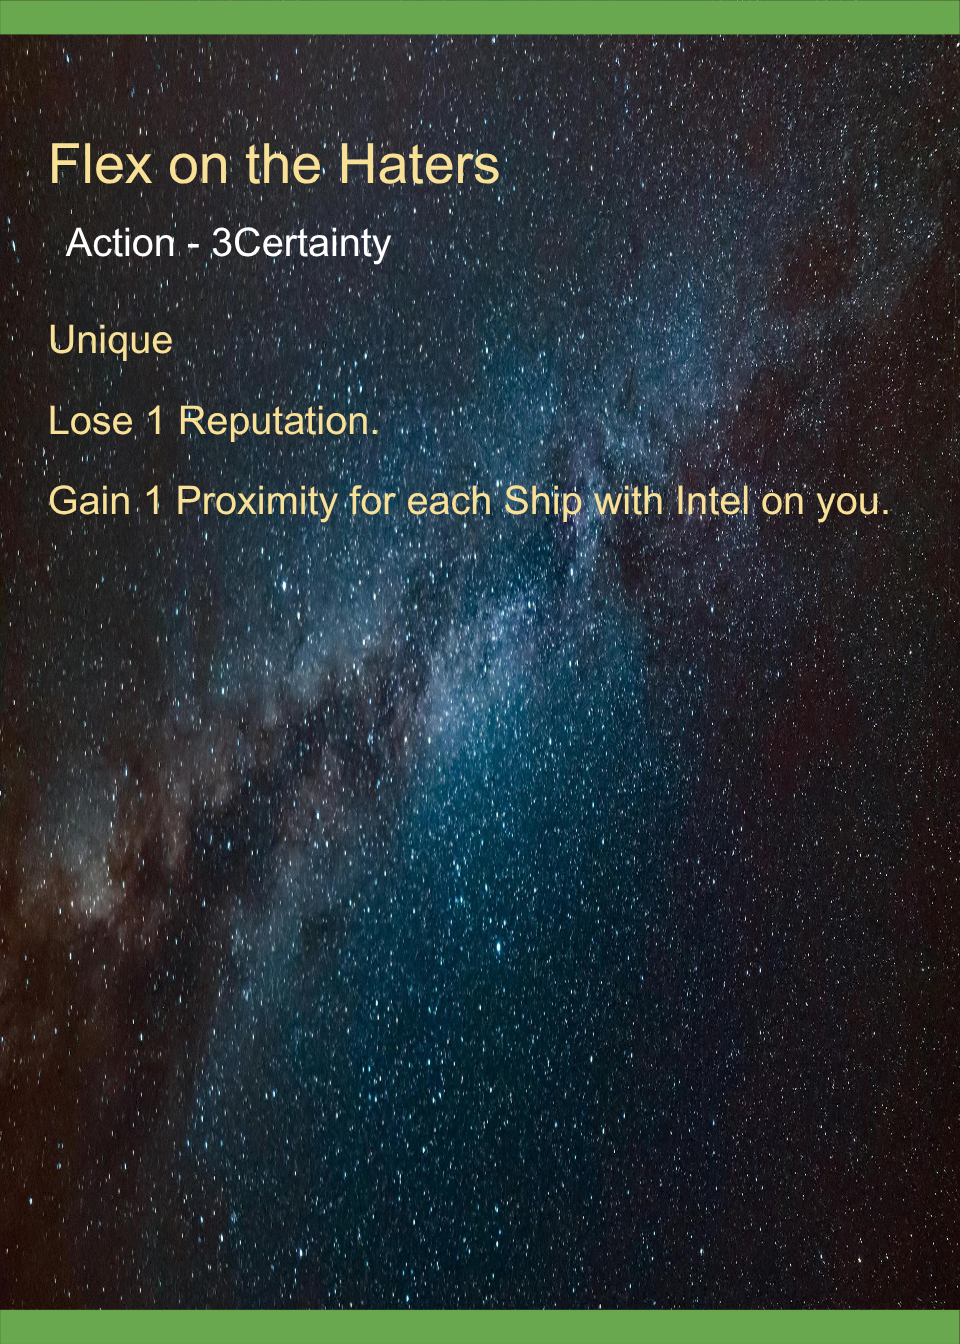 Flex on the Haters
Action - 3Certainty
Unique
Lose 1 Reputation.
Gain 1 Proximity for each Ship with Intel on you.